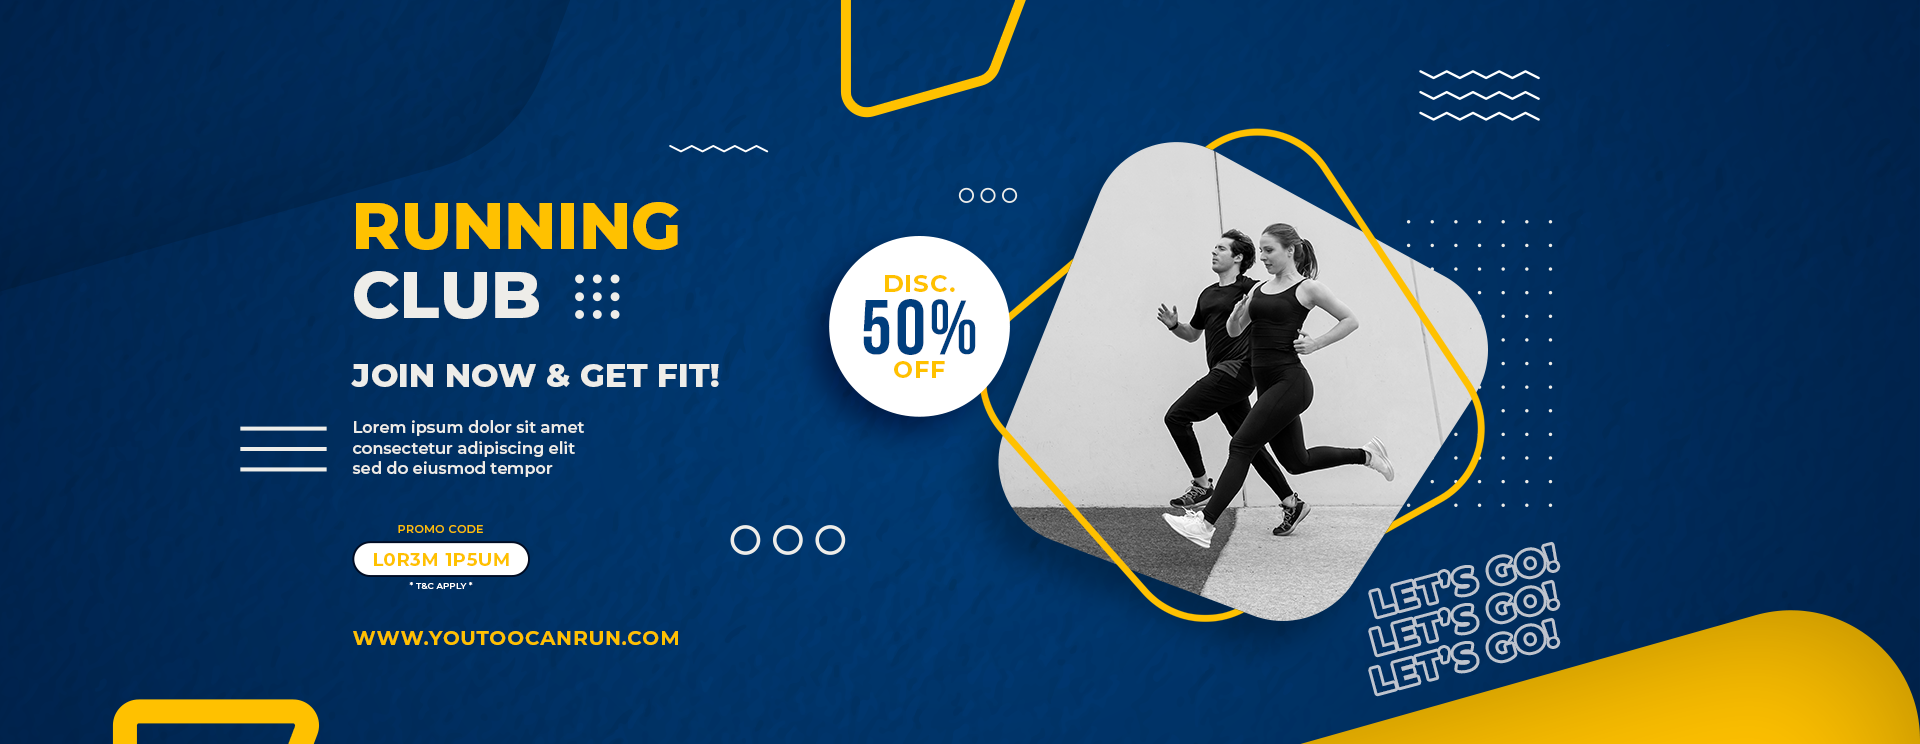 RUNNING
CLUB
JOIN NOW & GET FIT!
Lorem ipsum dolor sit amet
consectetur adipiscing elit
sed do eiusmod tempor
PROMO CODE
L0R3M 1P5UM
* T&C APPLY *
WWW.YOUTOOCANRUN.COM
DISC.
50%
OFF
LET'S GO!
LET'S GO!
LET'S GO!